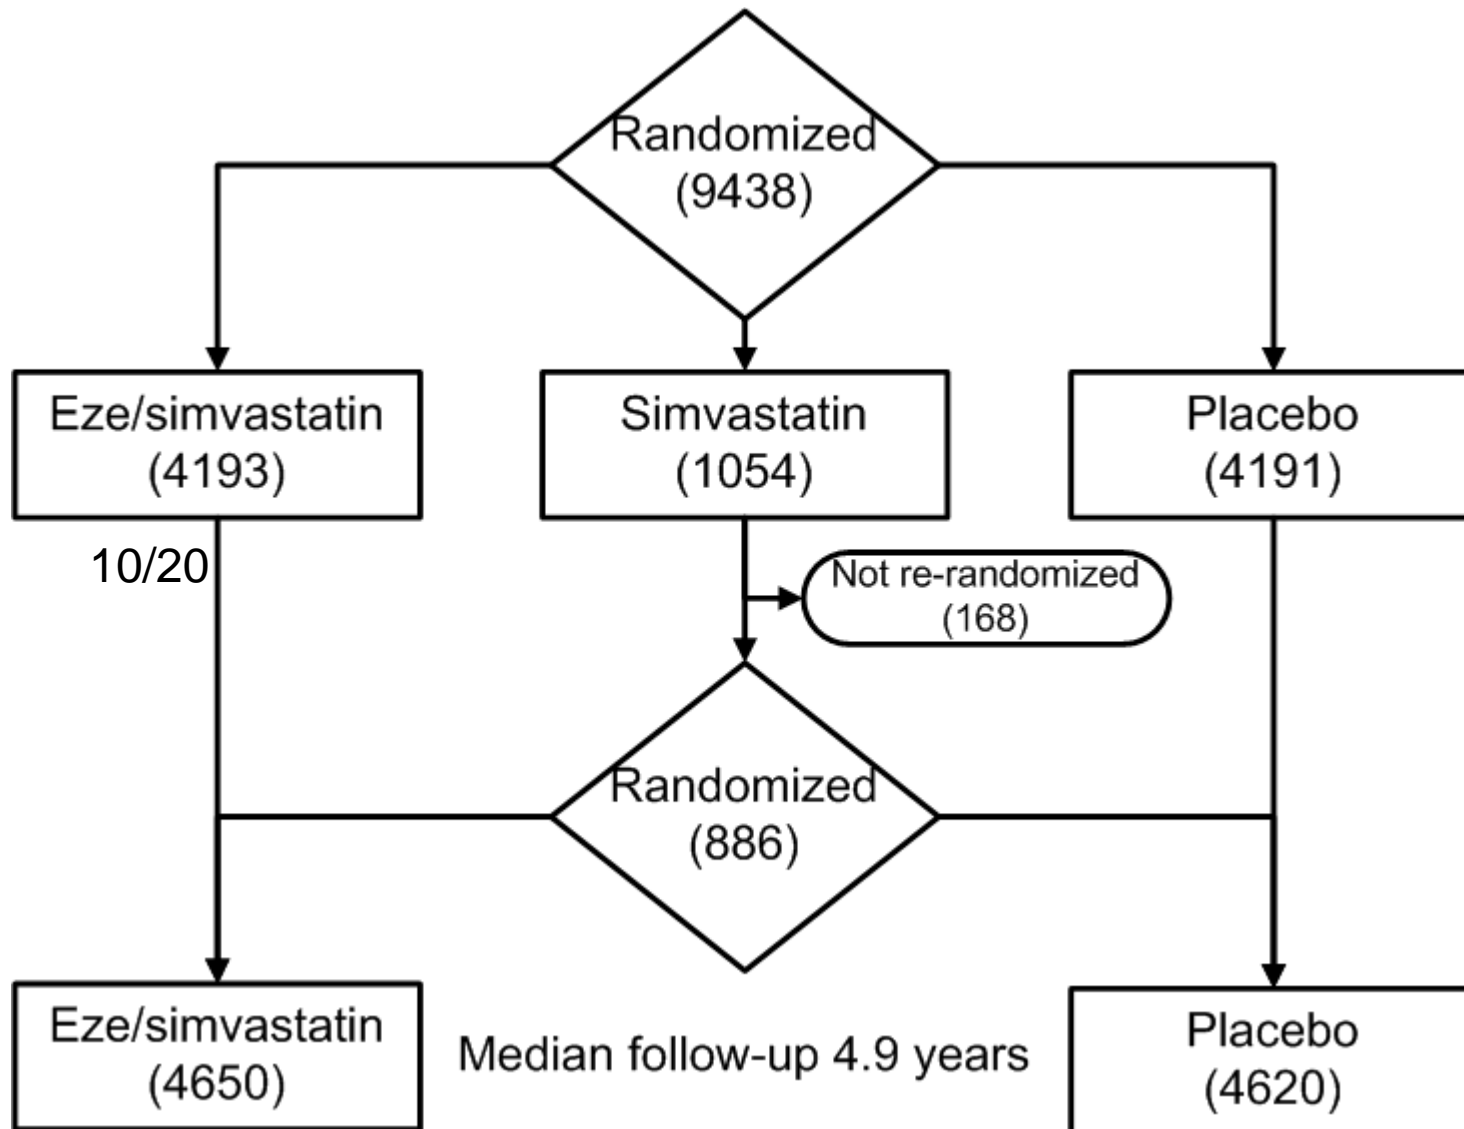 Randomized
(9438)
Eze/simvastatin
(4193)
Simvastatin
(1054)
Placebo
(4191)
10/20
Not re-randomized
(168)
Randomized
(886)
Eze/simvastatin
(4650)
Median follow-up 4.9 years
Placebo
(4620)